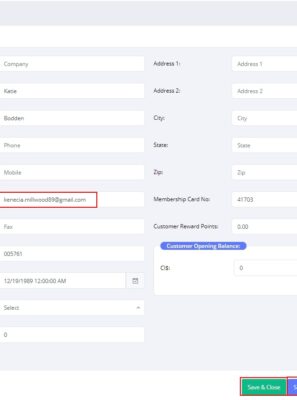 Company
Address 1:
Address 1
Kase
Address 2:
Address 2
Bodden
City:
City
Phone
State:
State
Mobile
Zip:
Zip
kenecia.millwood89@gmail.com
Membership Card No:
41703
Fax
Customer Reward Points:
0.00
005761
Customer Opening Balance:
12/19/1989 12:00:00 AM
CI$:
0
Select
0
Save & Close